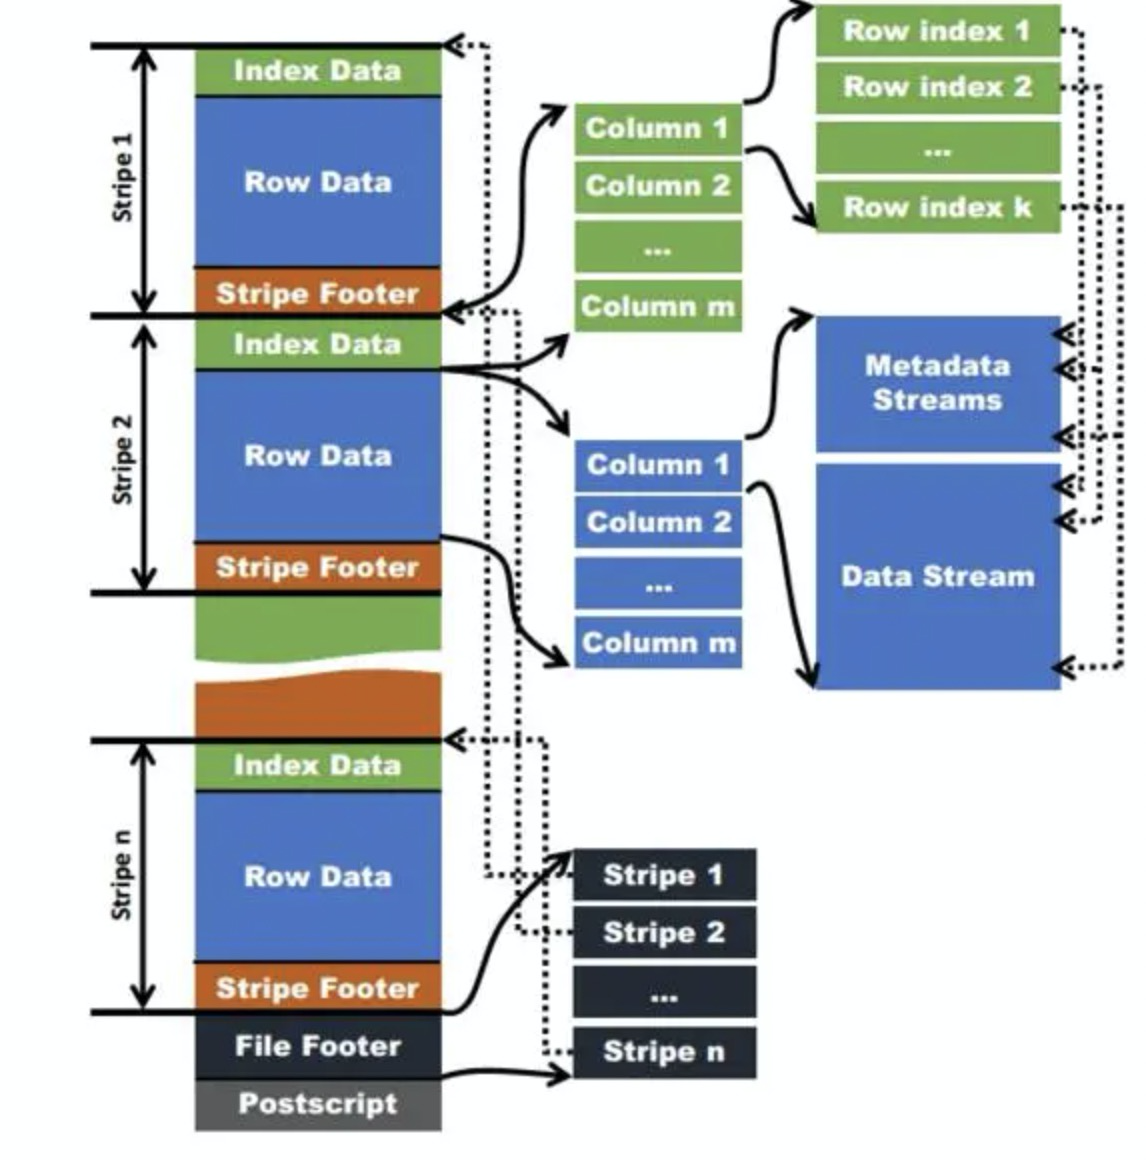 Stripe 1
Index Data
Row Data
Stripe Footer
Stripe 2
Index Data
Row Data
Stripe Footer
Stripe n
Index Data
Row Data
Stripe Footer
File Footer
Postscript
Column 1
Column 2
...
Column m
Column 1
Column 2
...
Column m
Stripe 1
Stripe 2
...
Stripe n
Row index 1
Row index 2
...
Row index k
Metadata
Streams
Data Stream